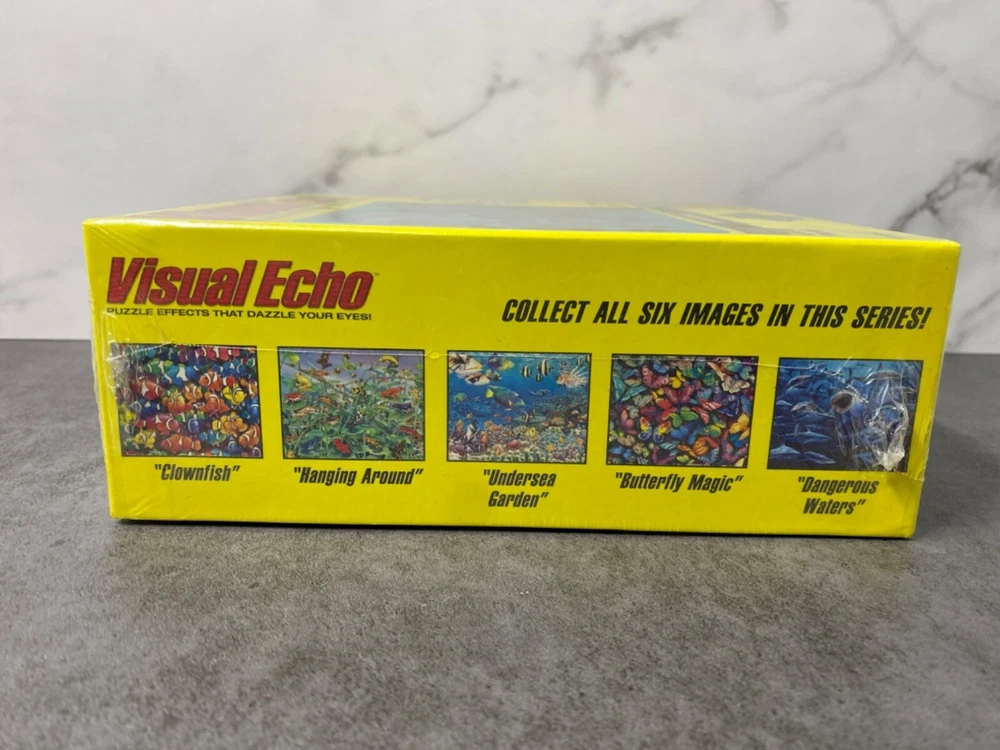 Visual Echo™
PUZZLE EFFECTS THAT DAZZLE YOUR EYES!
COLLECT ALL SIX IMAGES IN THIS SERIES!
"Clownfish"
"Hanging Around"
"Undersea
Garden"
"Butterfly Magic"
"Dangerous
Waters"